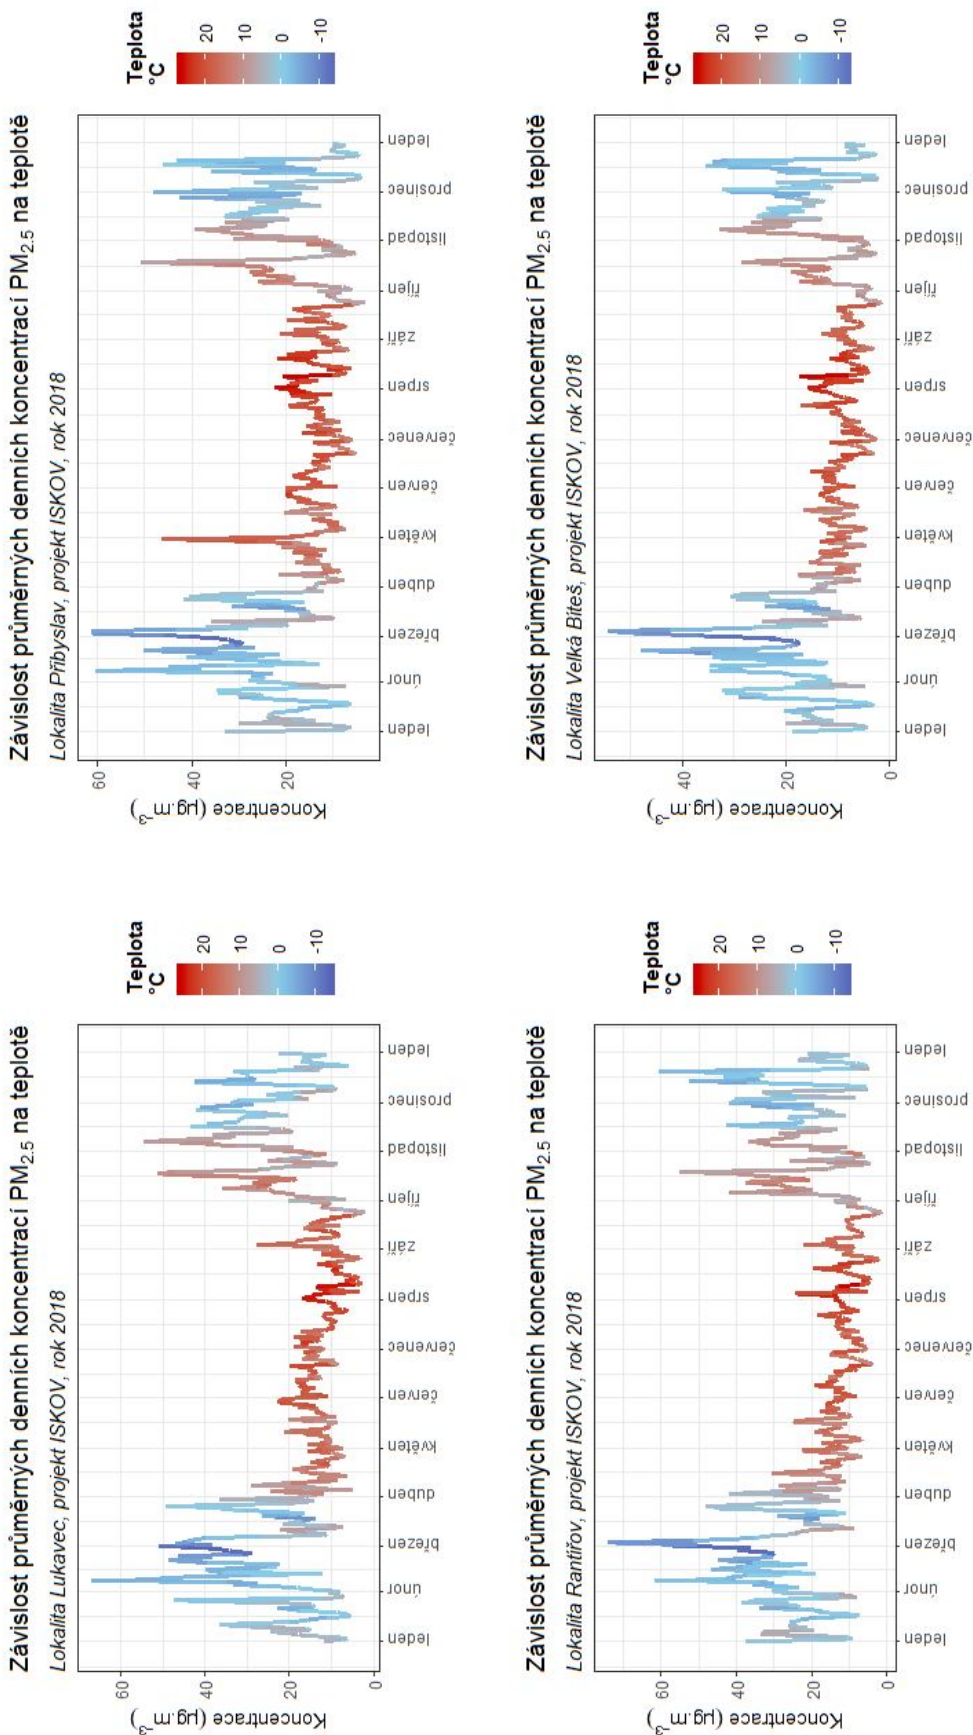 Závislost průměrných denních koncentrací PM2.5 na teplotě
Lokalita Lukavec, projekt ISKOV, rok 2018
Koncentrace (µg.m-3)
60
40
20
0
leden
únor
březen
duben
květen
červen
červenec
srpen
září
říjen
listopad
prosinec
leden
Teplota
°C
20
10
0
-10
Závislost průměrných denních koncentrací PM2.5 na teplotě
Lokalita Přibyslav, projekt ISKOV, rok 2018
Koncentrace (µg.m-3)
60
40
20
leden
únor
březen
duben
květen
červen
červenec
srpen
září
říjen
listopad
prosinec
leden
Teplota
°C
20
10
0
-10
Závislost průměrných denních koncentrací PM2.5 na teplotě
Lokalita Rantířov, projekt ISKOV, rok 2018
Koncentrace (µg.m-3)
60
40
20
0
leden
únor
březen
duben
květen
červen
červenec
srpen
září
říjen
listopad
prosinec
leden
Teplota
°C
20
10
0
-10
Závislost průměrných denních koncentrací PM2.5 na teplotě
Lokalita Velká Bíteš, projekt ISKOV, rok 2018
Koncentrace (µg.m-3)
40
20
0
leden
únor
březen
duben
květen
červen
červenec
srpen
září
říjen
listopad
prosinec
leden
Teplota
°C
20
10
0
-10